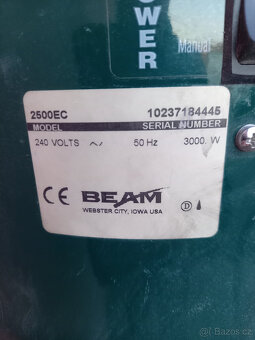 POWER
Manual
2500EC 10237184445
MODEL SERIAL NUMBER
240 VOLTS ~ 50 Hz 3000. W
CE BEAM
WEBSTER CITY, IOWA USA
D
Bazos.cz